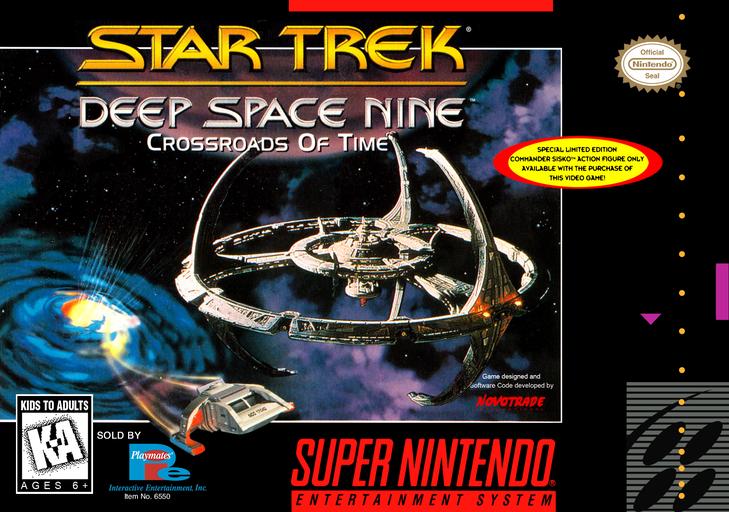 STAR TREK®
DEEP SPACE NINE™
CROSSROADS OF TIME
Official
Nintendo
Seal
SPECIAL LIMITED EDITION
COMMANDER SISKO™ ACTION FIGURE ONLY
AVAILABLE WITH THE PURCHASE OF
THIS VIDEO GAME!
Game designed and
Software Code developed by
NOVOTRADE
KIDS TO ADULTS
K-A
AGES 6+
SOLD BY
Playmates
Interactive Entertainment, Inc.
Item No. 6550
SUPER NINTENDO®
ENTERTAINMENT SYSTEM